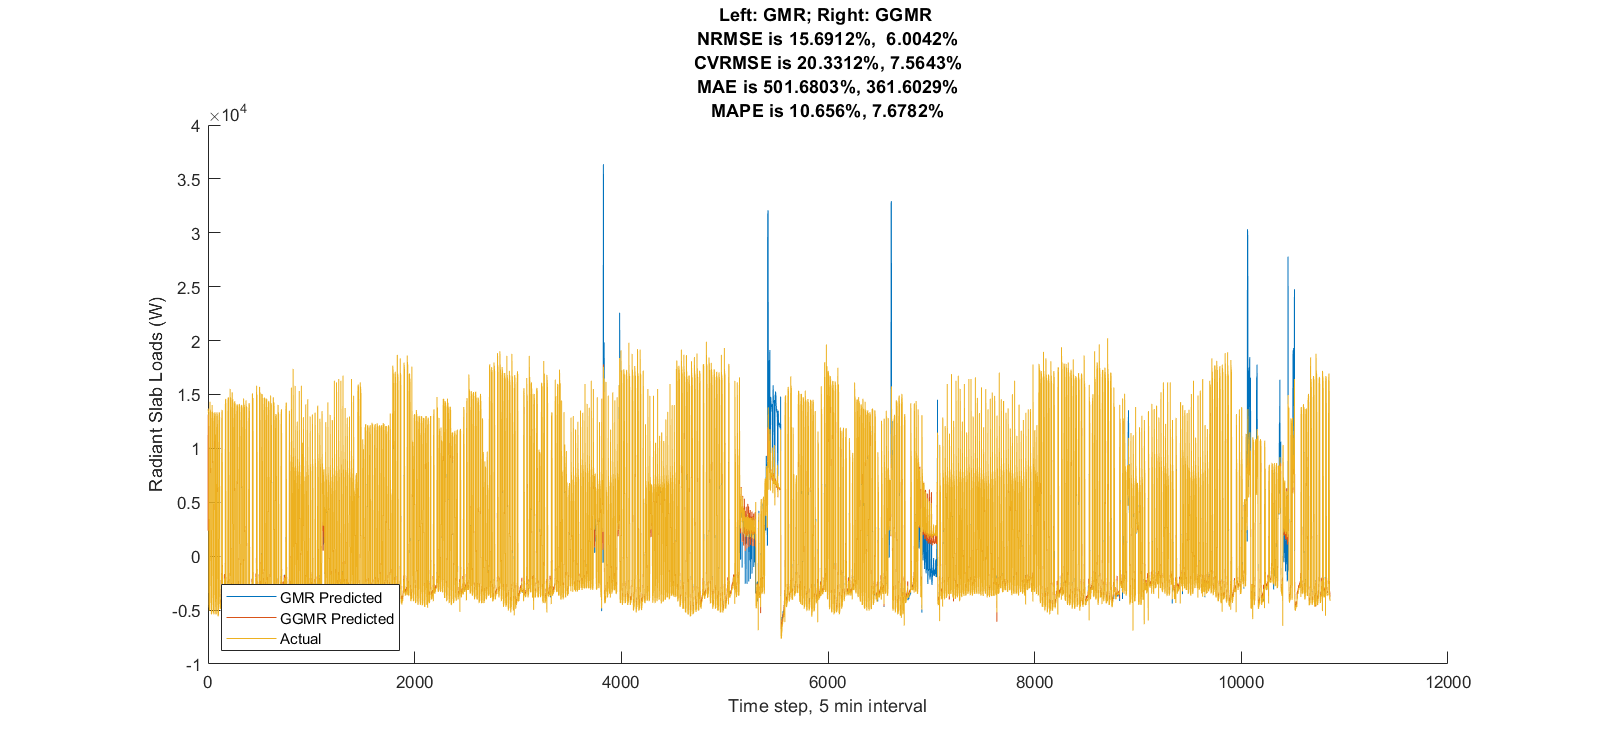 Left: GMR; Right: GGMR
NRMSE is 15.6912%, 6.0042%
CVRMSE is 20.3312%, 7.5643%
MAE is 501.6803%, 361.6029%
MAPE is 10.656%, 7.6782%
×10^4
4
3.5
3
2.5
2
1.5
1
0.5
0
-0.5
-1
Radiant Slab Loads (W)
GMR Predicted
GGMR Predicted
Actual
0 2000 4000 6000 8000 10000 12000
Time step, 5 min interval